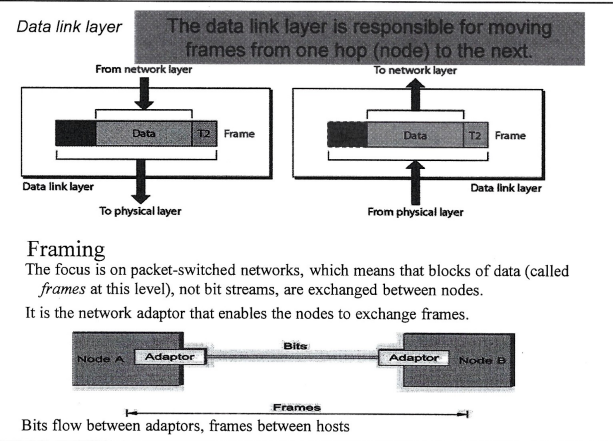 Data link layer
The data link layer is responsible for moving
frames from one hop (node) to the next.
From network layer
To network layer
Data
T2
Frame
Data
T2
Frame
Data link layer
Data link layer
To physical layer
From physical layer
Framing
The focus is on packet-switched networks, which means that blocks of data (called
frames at this level), not bit streams, are exchanged between nodes.
It is the network adaptor that enables the nodes to exchange frames.
Bits
Node A
Adaptor
Adaptor
Node B
Frames
Bits flow between adaptors, frames between hosts